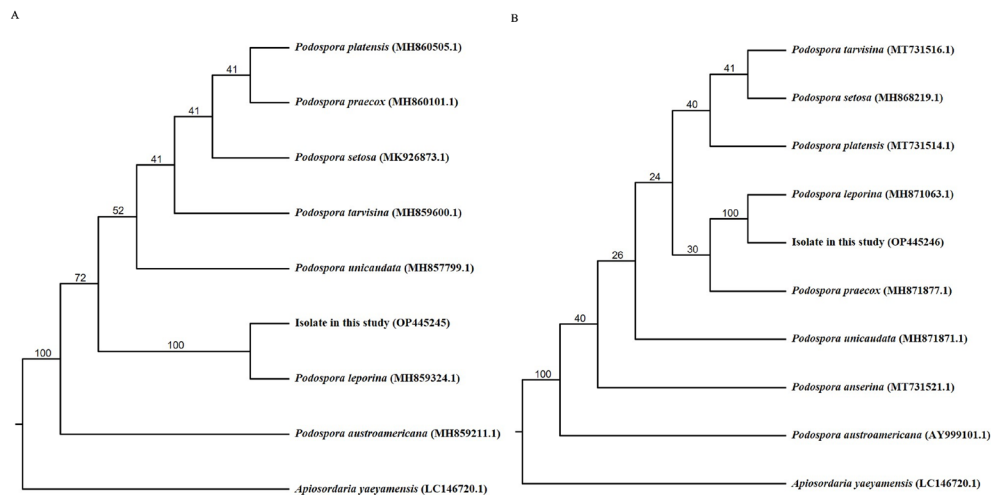 A
Podospora platensis (MH860505.1)
41
Podospora praecox (MH860101.1)
41
Podospora setosa (MK926873.1)
41
Podospora tarvisina (MH859600.1)
52
Podospora unicaudata (MH857799.1)
72
Isolate in this study (OP445245)
100
Podospora leporina (MH859324.1)
100
Podospora austroamericana (MH859211.1)
Apiosordaria yaeyamensis (LC146720.1)
B
Podospora tarvisina (MT731516.1)
41
Podospora setosa (MH868219.1)
40
Podospora platensis (MT731514.1)
24
Podospora leporina (MH871063.1)
100
Isolate in this study (OP445246)
30
Podospora praecox (MH871877.1)
26
Podospora unicaudata (MH871871.1)
40
Podospora anserina (MT731521.1)
100
Podospora austroamericana (AY999101.1)
Apiosordaria yaeyamensis (LC146720.1)